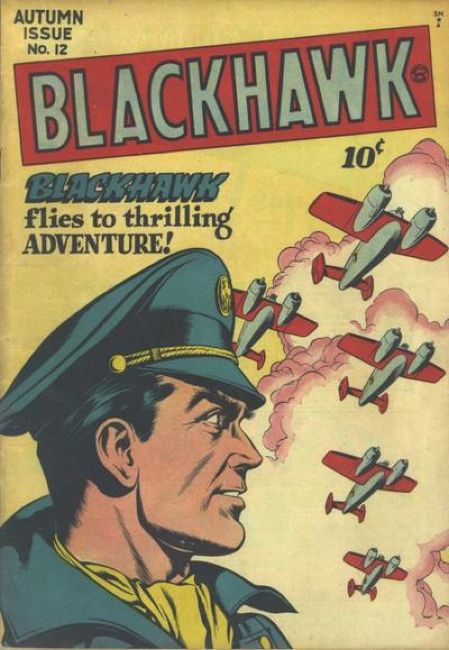 AUTUMN
ISSUE
No. 12
BLACKHAWK
10¢
BLACKHAWK
flies to thrilling
ADVENTURE!